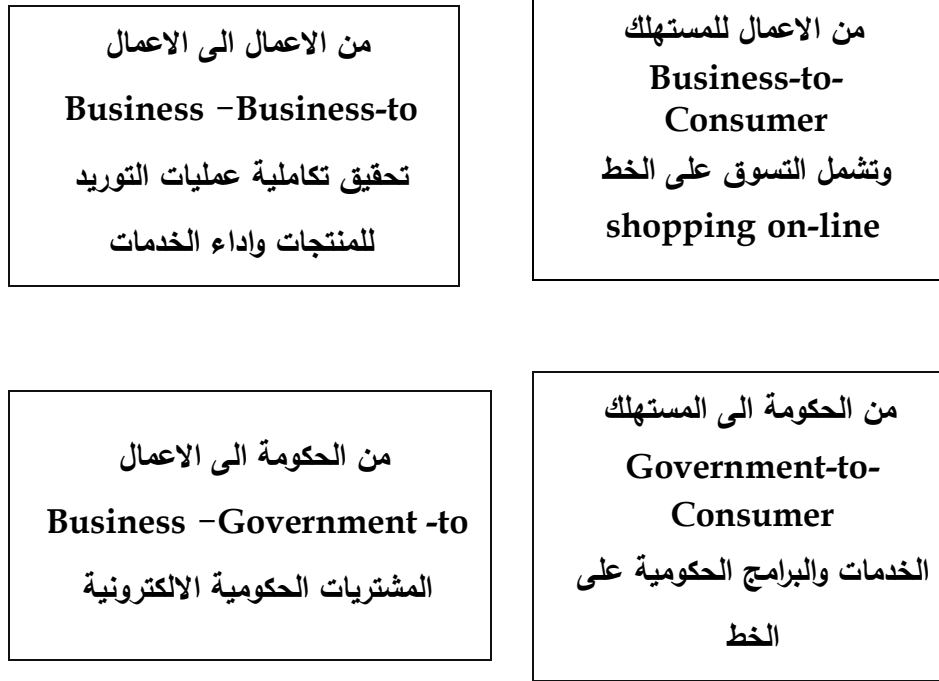 من الاعمال للمستهلك
Business-to-
Consumer
وتشمل التسوق على الخط
shopping on-line
من الاعمال الى الاعمال
Business –Business-to
تحقيق تكاملية عمليات التوريد
للمنتجات واداء الخدمات
من الحكومة الى المستهلك
Government-to-
Consumer
الخدمات والبرامج الحكومية على
الخط
من الحكومة الى الاعمال
Business –Government -to
المشتريات الحكومية الالكترونية